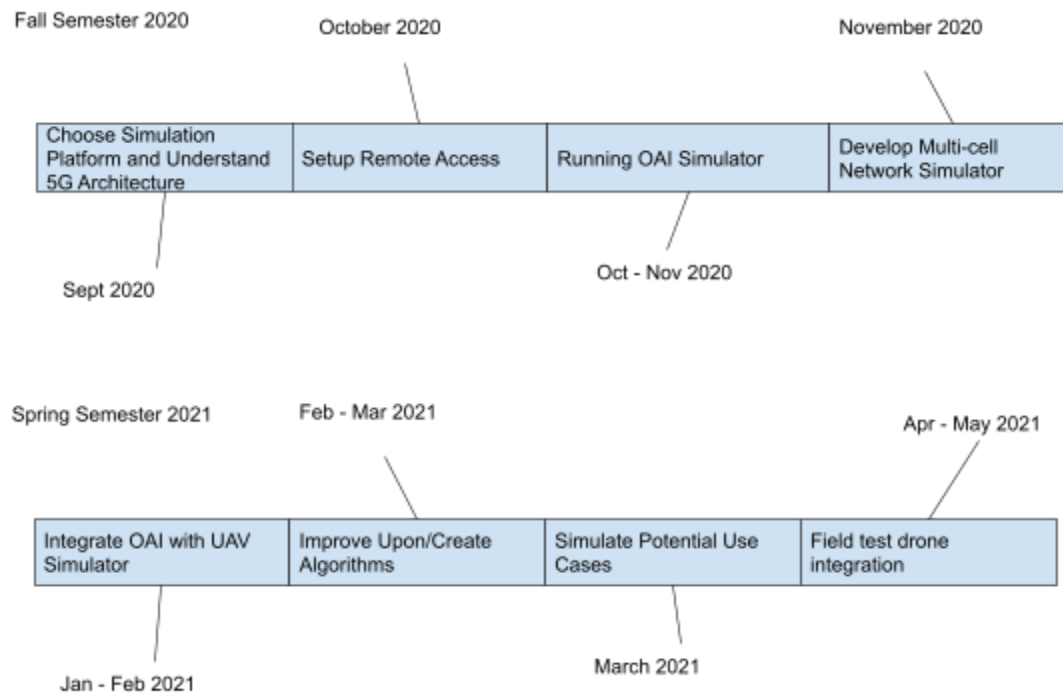 Fall Semester 2020
October 2020
November 2020
Choose Simulation
Platform and Understand
5G Architecture
Setup Remote Access
Running OAI Simulator
Develop Multi-cell
Network Simulator
Sept 2020
Oct - Nov 2020
Spring Semester 2021
Feb - Mar 2021
Apr - May 2021
Integrate OAI with UAV
Simulator
Improve Upon/Create
Algorithms
Simulate Potential Use
Cases
Field test drone
integration
Jan - Feb 2021
March 2021